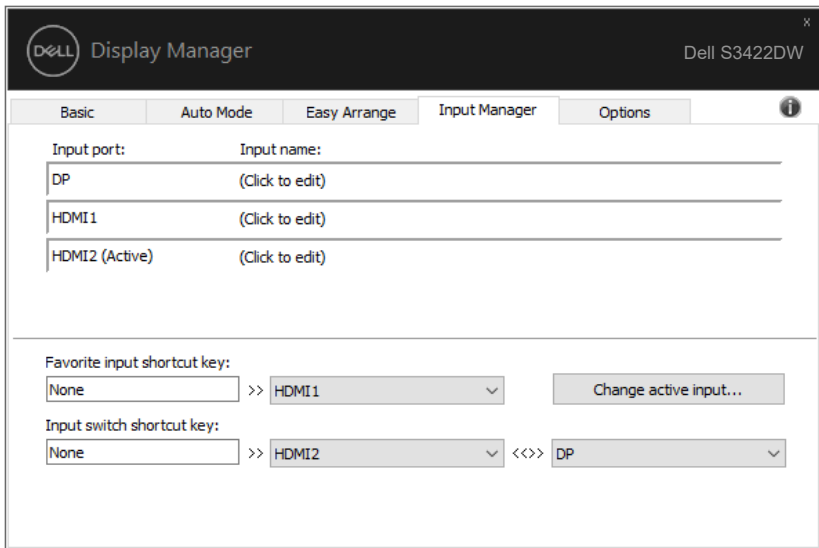 x
DELL Display Manager
Dell S3422DW
Basic Auto Mode Easy Arrange Input Manager Options i
Input port: Input name:
DP (Click to edit)
HDMI1 (Click to edit)
HDMI2 (Active) (Click to edit)
Favorite input shortcut key:
None >> HDMI1 Change active input...
Input switch shortcut key:
None >> HDMI2 <<>> DP